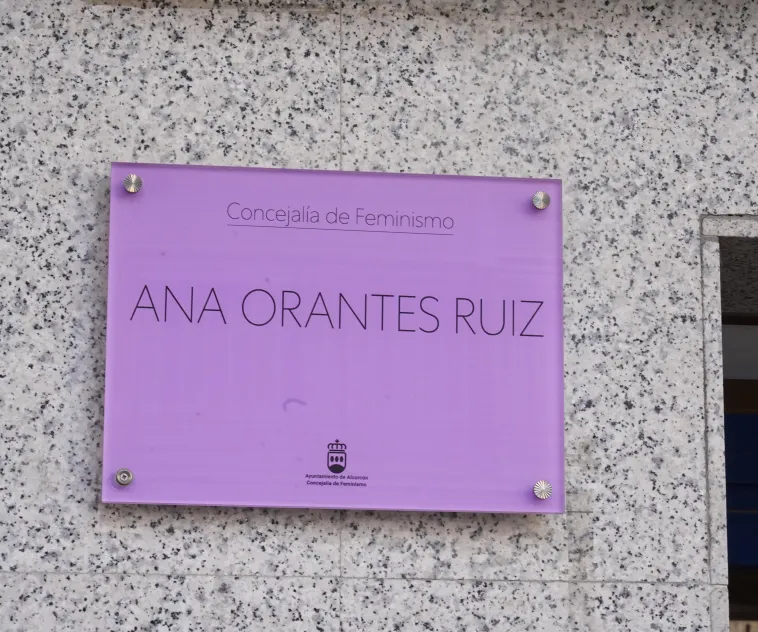 Concejalía de Feminismo
ANA ORANTES RUIZ
Ayuntamiento de Alcorcón
Concejalía de Feminismo